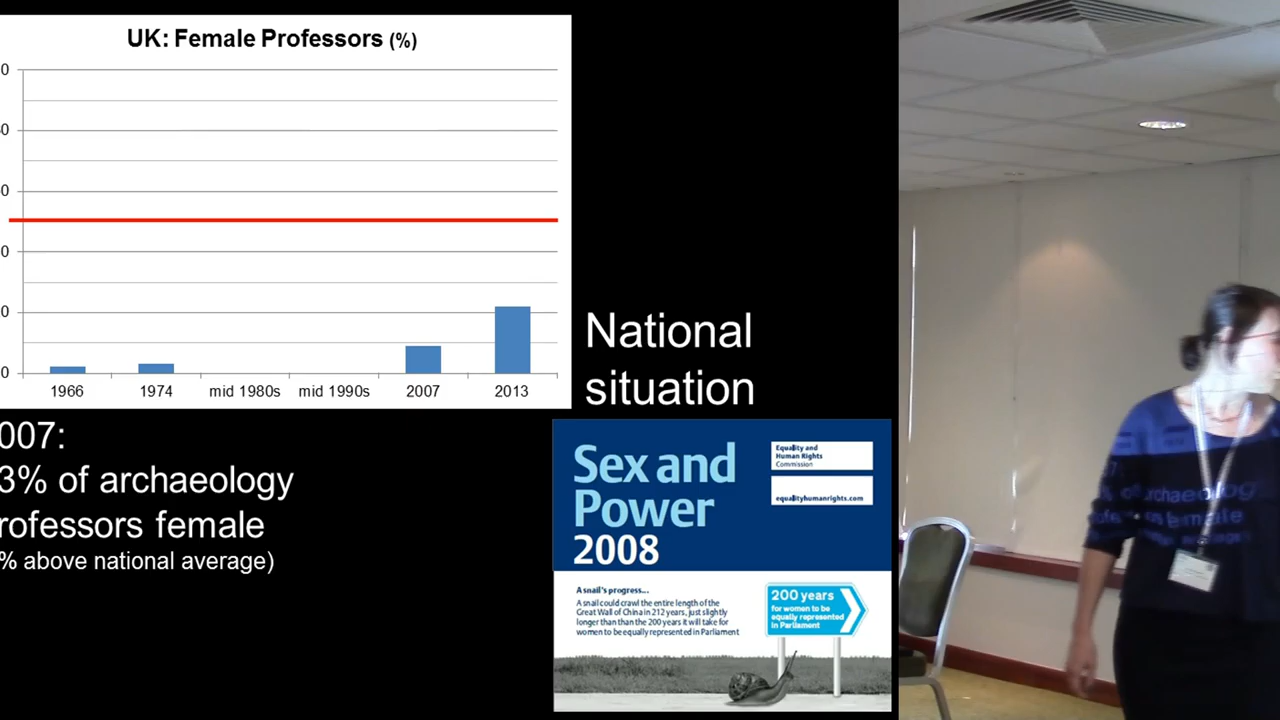 UK: Female Professors (%)
0
0
0
0
0
0
1966 1974 mid 1980s mid 1990s 2007 2013
National
situation
007:
3% of archaeology
rofessors female
% above national average)
Sex and
Power
2008
Equality and
Human Rights
Commission
equalityhumanrights.com
A snail's progress...
A snail could crawl the entire length of the
Great Wall of China in 212 years, just slightly
longer than than the 200 years it will take for
women to be equally represented in Parliament
200 years
for women to be
equally represented
in Parliament